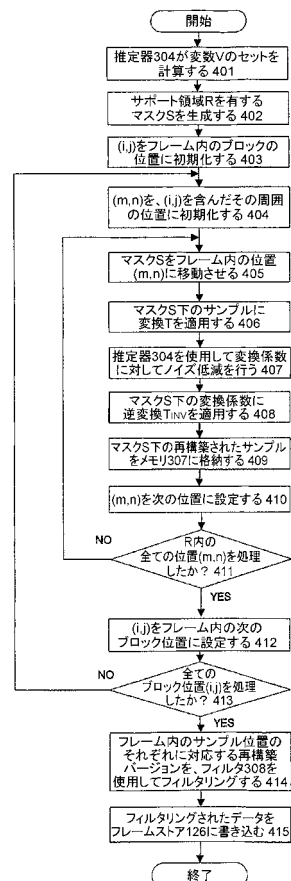 開始
推定器304が変数Vのセットを
計算する 401
サポート領域Rを有する
マスクSを生成する 402
(i,j)をフレーム内のブロックの
位置に初期化する 403
(m,n)を、(i,j)を含んだその周囲
の位置に初期化する 404
マスクSをフレーム内の位置
(m,n)に移動させる 405
マスクS下のサンプルに
変換Tを適用する 406
推定器304を使用して変換係数
に対してノイズ低減を行う 407
マスクS下の変換係数に
逆変換TINVを適用する 408
マスクS下の再構築されたサンプル
をメモリ307に格納する 409
(m,n)を次の位置に設定する 410
NO
R内の
全ての位置(m,n)を処理
したか? 411
YES
(i,j)をフレーム内の次の
ブロック位置に設定する 412
NO
全ての
ブロック位置(i,j)を処理
したか? 413
YES
フレーム内のサンプル位置の
それぞれに対応する再構築
バージョンを、フィルタ308を
使用してフィルタリングする 414
フィルタリングされたデータを
フレームストア126に書き込む 415
終了